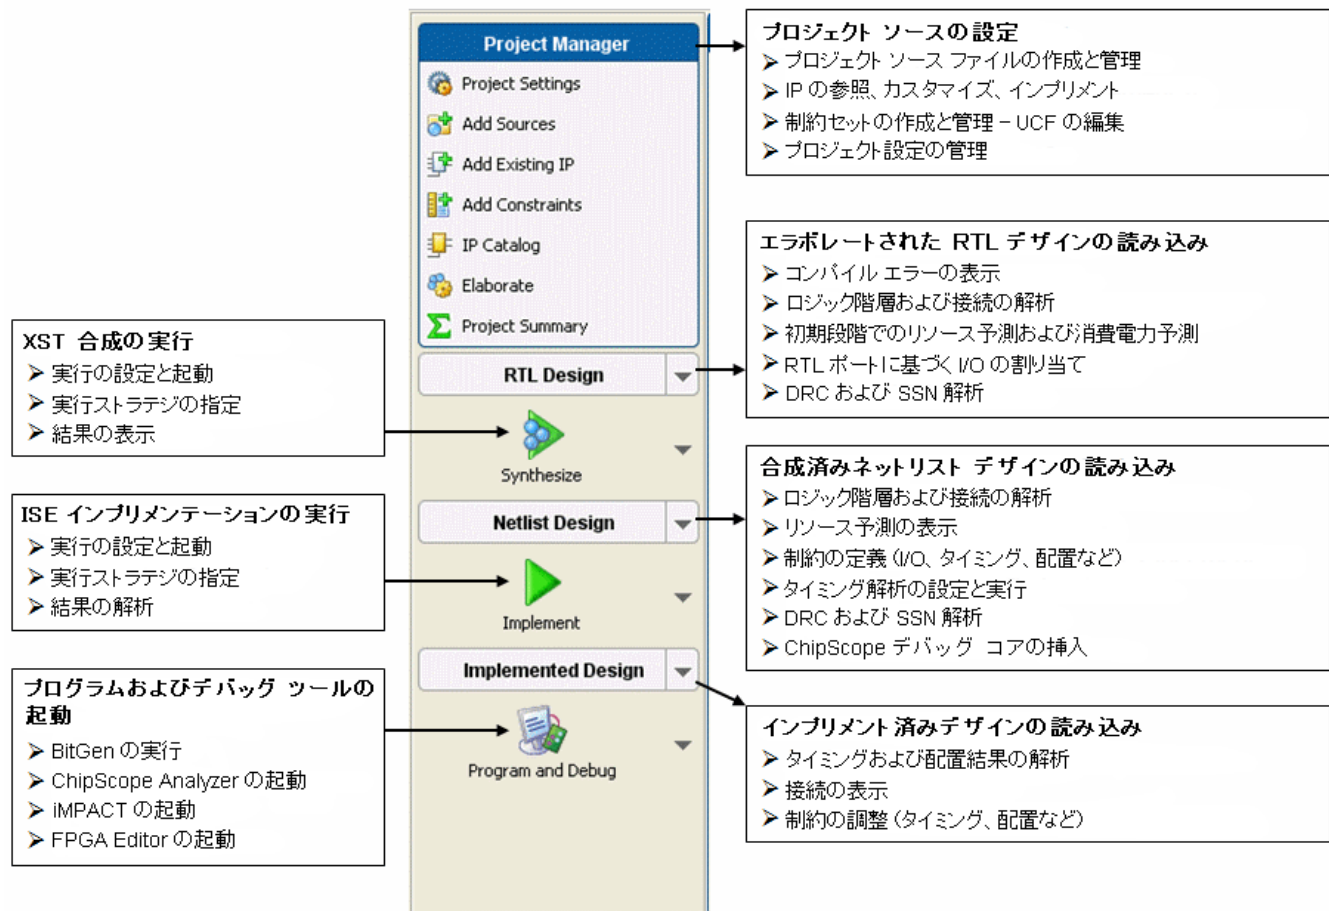 Project Manager
Project Settings
Add Sources
Add Existing IP
Add Constraints
IP Catalog
Elaborate
Project Summary
RTL Design
Synthesize
Netlist Design
Implement
Implemented Design
Program and Debug
XST 合成の実行
➤ 実行の設定と起動
➤ 実行ストラテジの指定
➤ 結果の表示
ISE インプリメンテーションの実行
➤ 実行の設定と起動
➤ 実行ストラテジの指定
➤ 結果の解析
プログラムおよびデバッグ ツールの
起動
➤ BitGen の実行
➤ ChipScope Analyzer の起動
➤ iMPACT の起動
➤ FPGA Editor の起動
プロジェクト ソースの設定
➤ プロジェクト ソース ファイルの作成と管理
➤ IP の参照、カスタマイズ、インプリメント
➤ 制約セットの作成と管理 – UCF の編集
➤ プロジェクト設定の管理
エラボレートされた RTL デザインの読み込み
➤ コンパイル エラーの表示
➤ ロジック階層および接続の解析
➤ 初期段階でのリソース予測および消費電力予測
➤ RTL ポートに基づく I/O の割り当て
➤ DRC および SSN 解析
合成済みネットリスト デザインの読み込み
➤ ロジック階層および接続の解析
➤ リソース予測の表示
➤ 制約の定義 (I/O、タイミング、配置など)
➤ タイミング解析の設定と実行
➤ DRC および SSN 解析
➤ ChipScope デバッグ コアの挿入
インプリメント済みデザインの読み込み
➤ タイミングおよび配置結果の解析
➤ 接続の表示
➤ 制約の調整 (タイミング、配置など)